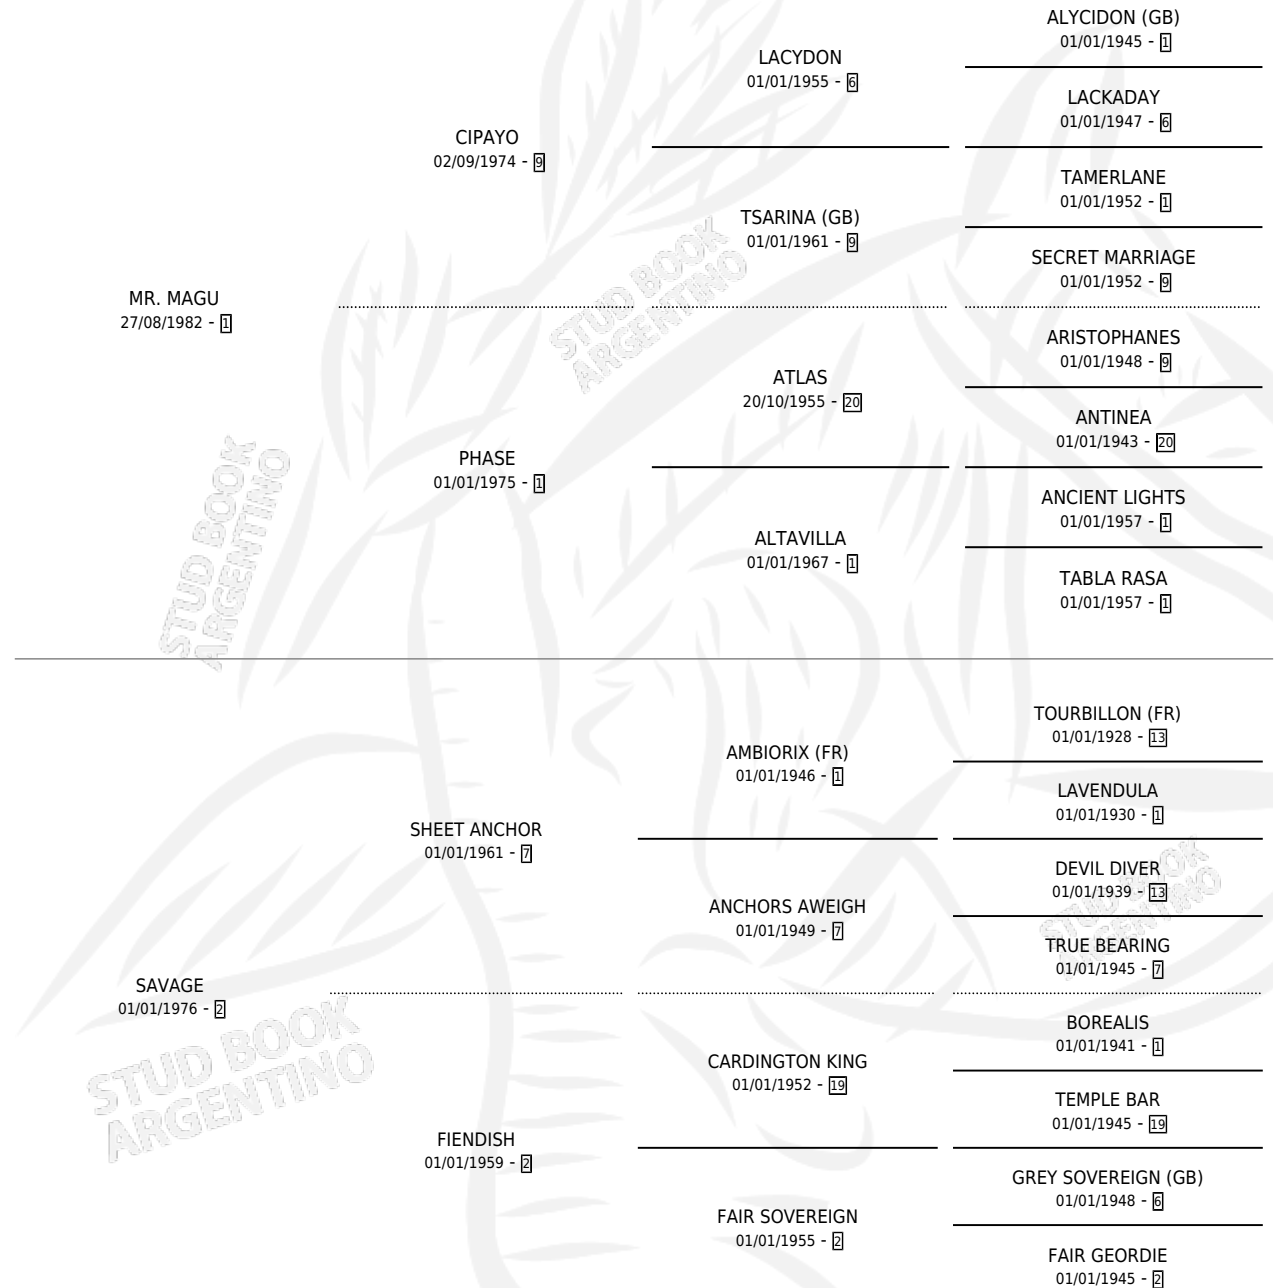 ALYCIDON (GB)
01/01/1945 - 1
LACYDON
01/01/1955 - 6
LACKADAY
01/01/1947 - 6
CIPAYO
02/09/1974 - 9
TAMERLANE
01/01/1952 - 1
TSARINA (GB)
01/01/1961 - 9
SECRET MARRIAGE
01/01/1952 - 9
MR. MAGU
27/08/1982 - 1
ARISTOPHANES
01/01/1948 - 9
ATLAS
20/10/1955 - 20
ANTINEA
01/01/1943 - 20
PHASE
01/01/1975 - 1
ANCIENT LIGHTS
01/01/1957 - 1
ALTAVILLA
01/01/1967 - 1
TABLA RASA
01/01/1957 - 1
TOURBILLON (FR)
01/01/1928 - 13
AMBIORIX (FR)
01/01/1946 - 1
LAVENDULA
01/01/1930 - 1
SHEET ANCHOR
01/01/1961 - 7
DEVIL DIVER
01/01/1939 - 13
ANCHORS AWEIGH
01/01/1949 - 7
TRUE BEARING
01/01/1945 - 7
SAVAGE
01/01/1976 - 2
BOREALIS
01/01/1941 - 1
CARDINGTON KING
01/01/1952 - 19
TEMPLE BAR
01/01/1945 - 19
FIENDISH
01/01/1959 - 2
GREY SOVEREIGN (GB)
01/01/1948 - 6
FAIR SOVEREIGN
01/01/1955 - 2
FAIR GEORDIE
01/01/1945 - 2
STUD BOOK
ARGENTINO
STUD BOOK
ARGENTINO
STUD BOOK
ARGENTINO
STUD BOOK
ARGENTINO